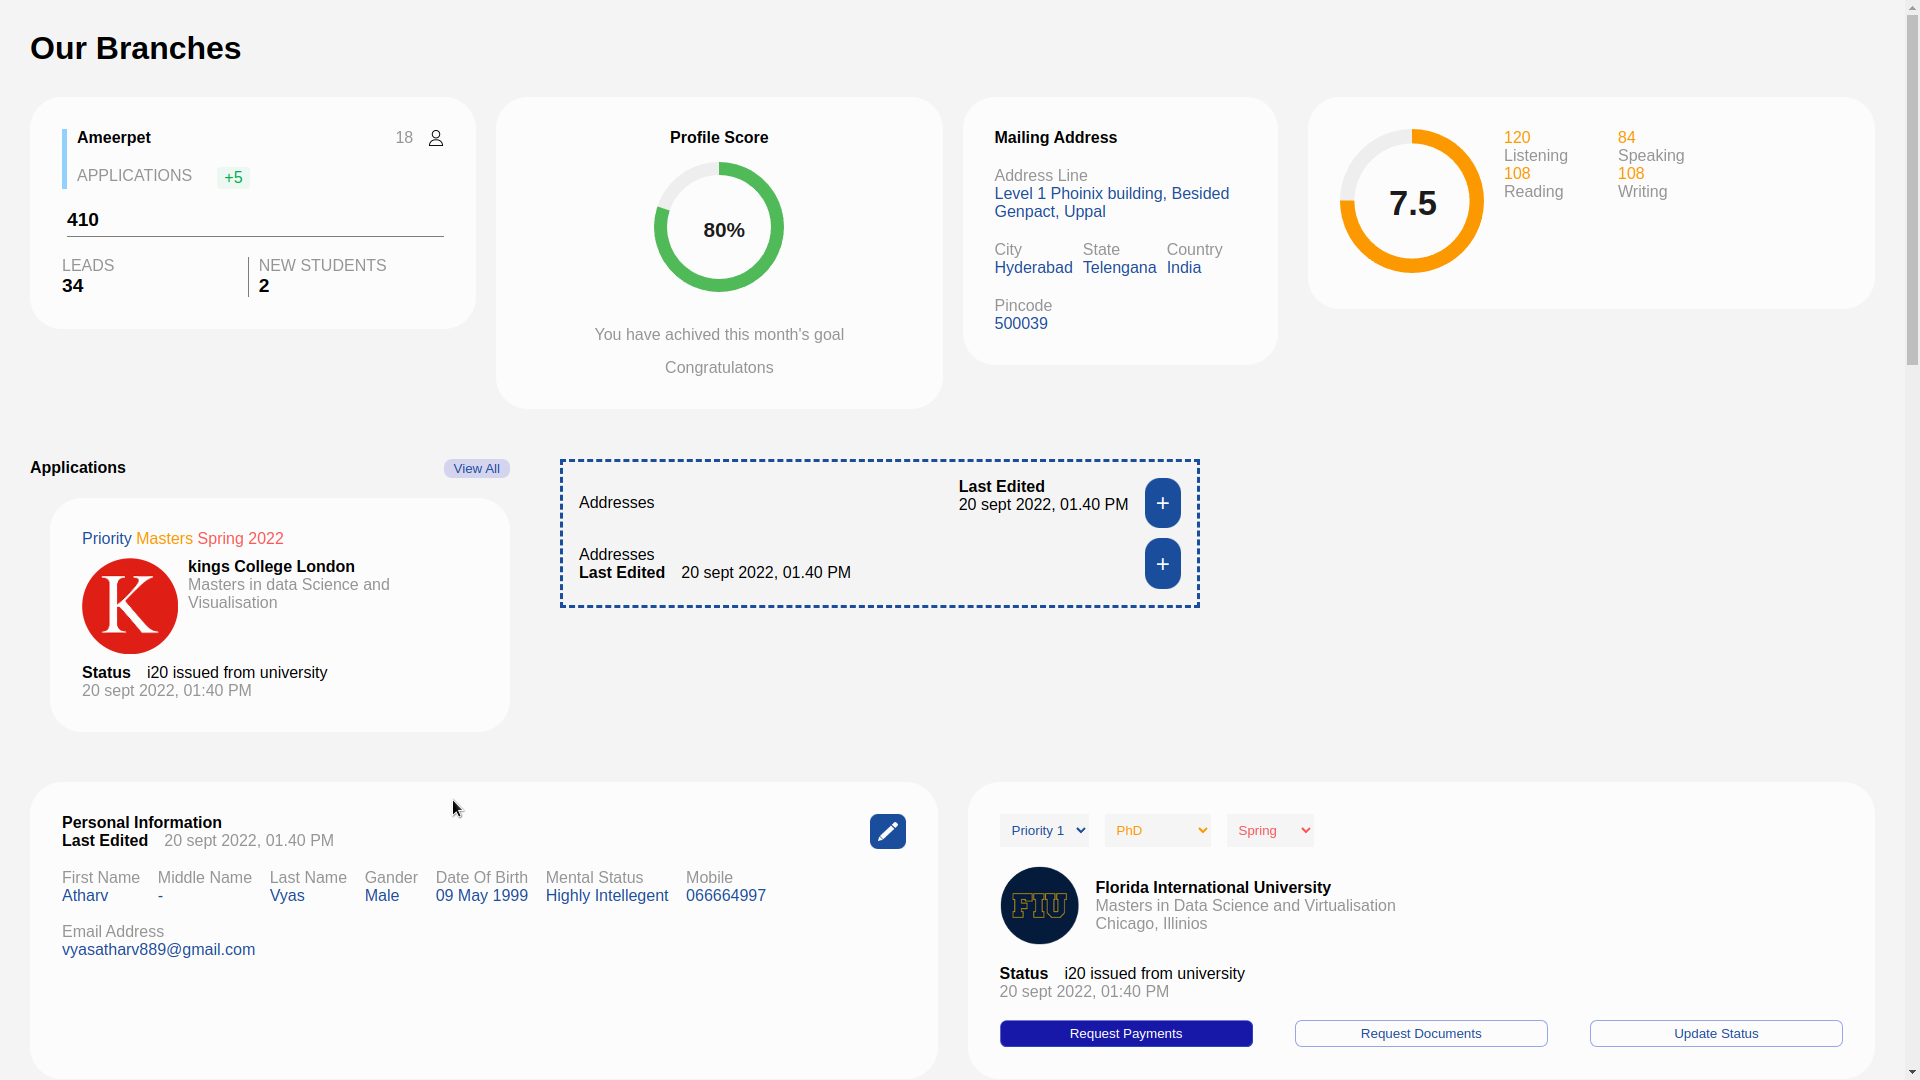 Our Branches
Ameerpet 18
APPLICATIONS +5
410
LEADS NEW STUDENTS
34 2
Profile Score
80%
You have achived this month's goal
Congratulatons
Mailing Address
Address Line
Level 1 Phoinix building, Besided
Genpact, Uppal
City State Country
Hyderabad Telengana India
Pincode
500039
7.5
120 84
Listening Speaking
108 108
Reading Writing
Applications View All
Priority Masters Spring 2022
K
kings College London
Masters in data Science and
Visualisation
Status i20 issued from university
20 sept 2022, 01:40 PM
Addresses
Last Edited
20 sept 2022, 01.40 PM
+
Addresses
Last Edited 20 sept 2022, 01.40 PM
+
Personal Information
Last Edited 20 sept 2022, 01.40 PM
First Name Middle Name Last Name Gander Date Of Birth Mental Status Mobile
Atharv - Vyas Male 09 May 1999 Highly Intellegent 066664997
Email Address
vyasatharv889@gmail.com
Priority 1 PhD Spring
FIU
Florida International University
Masters in Data Science and Virtualisation
Chicago, Illinios
Status i20 issued from university
20 sept 2022, 01:40 PM
Request Payments Request Documents Update Status